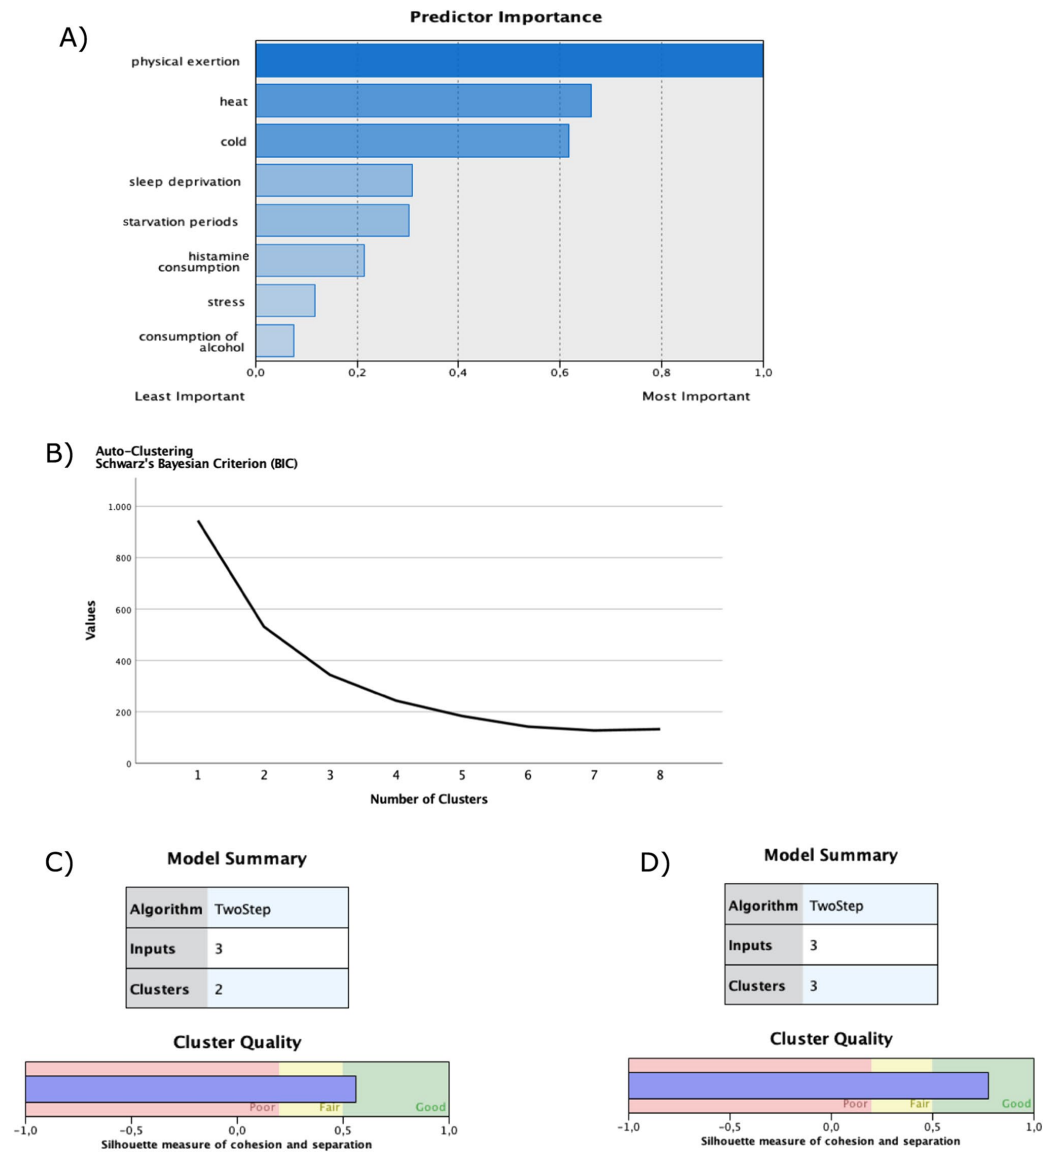 A)
Predictor Importance
physical exertion
heat
cold
sleep deprivation
starvation periods
histamine
consumption
stress
consumption of
alcohol
0,0 0,2 0,4 0,6 0,8 1,0
Least Important Most Important
B)
Auto-Clustering
Schwarz's Bayesian Criterion (BIC)
Values
1.000
800
600
400
200
0
1 2 3 4 5 6 7 8
Number of Clusters
C)
Model Summary
Algorithm TwoStep
Inputs 3
Clusters 2
Cluster Quality
Poor Fair Good
-1,0 -0,5 0,0 0,5 1,0
Silhouette measure of cohesion and separation
D)
Model Summary
Algorithm TwoStep
Inputs 3
Clusters 3
Cluster Quality
Poor Fair Good
-1,0 -0,5 0,0 0,5 1,0
Silhouette measure of cohesion and separation